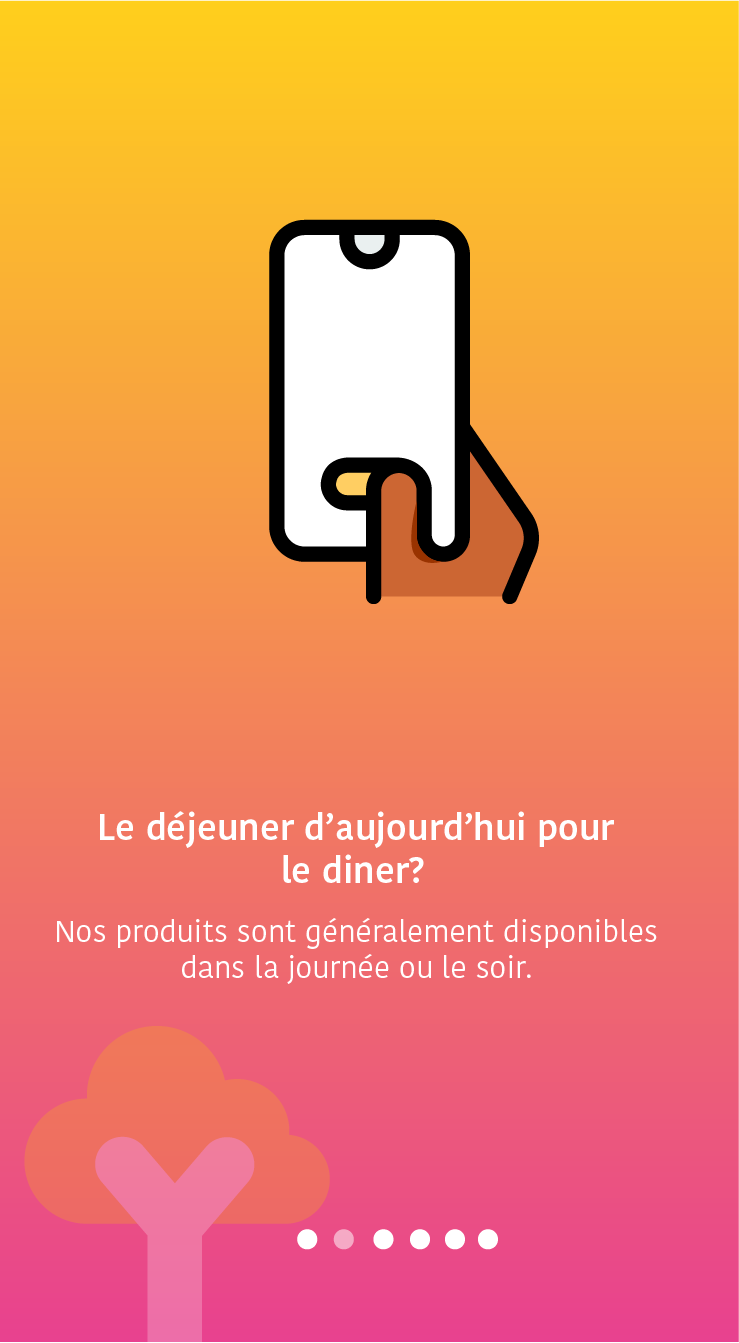 Le déjeuner d’aujourd’hui pour
le diner?
Nos produits sont généralement disponibles
dans la journée ou le soir.